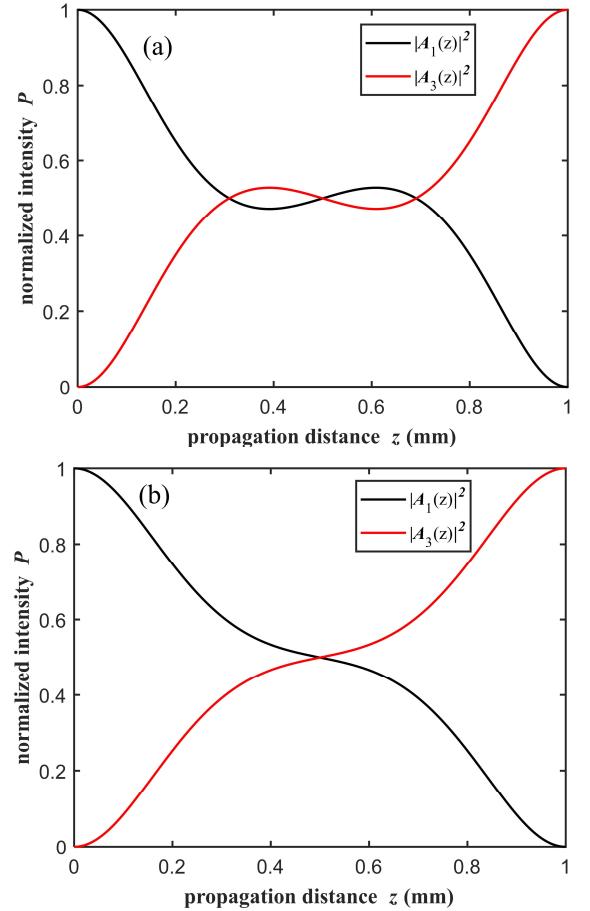 (a)
|A₁(z)|²
|A₃(z)|²
normalized intensity P
1
0.8
0.6
0.4
0.2
0
0 0.2 0.4 0.6 0.8 1
propagation distance z (mm)
(b)
|A₁(z)|²
|A₃(z)|²
normalized intensity P
1
0.8
0.6
0.4
0.2
0
0 0.2 0.4 0.6 0.8 1
propagation distance z (mm)